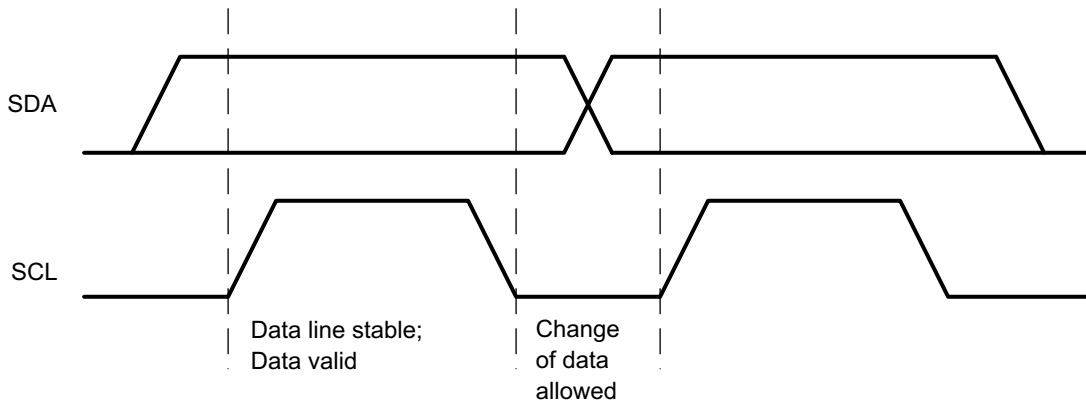 SDA
SCL
Data line stable;
Data valid
Change
of data
allowed